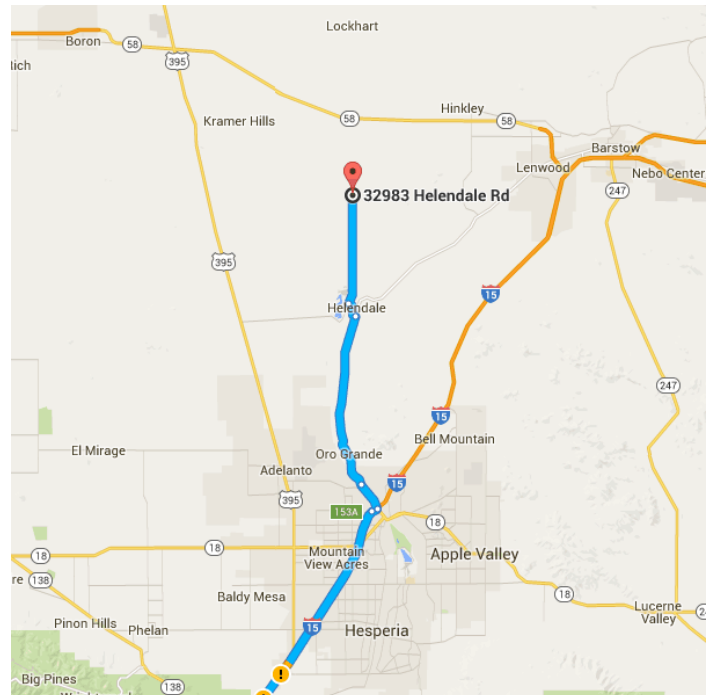 Lockhart
Boron
58
Rich
395
58
Hinkley
Kramer Hills
58
58
Barstow
Lenwood
Nebo Center
247
32983 Helendale Rd
395
15
Helendale
247
15
Bell Mountain
El Mirage
Oro Grande
Adelanto
15
395
153A
18
18
18
Mountain
View Acres
Apple Valley
138
Baldy Mesa
18
Lucerne
Valley
Pinon Hills
Phelan
15
Hesperia
Big Pines
138